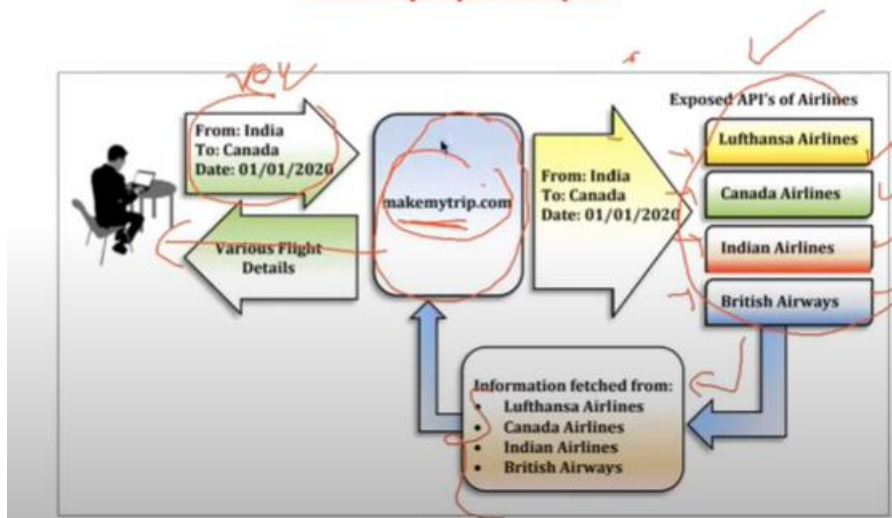 From: India
To: Canada
Date: 01/01/2020
Various Flight
Details
makemytrip.com
From: India
To: Canada
Date: 01/01/2020
Exposed API's of Airlines
Lufthansa Airlines
Canada Airlines
Indian Airlines
British Airways
Information fetched from:
• Lufthansa Airlines
• Canada Airlines
• Indian Airlines
• British Airways